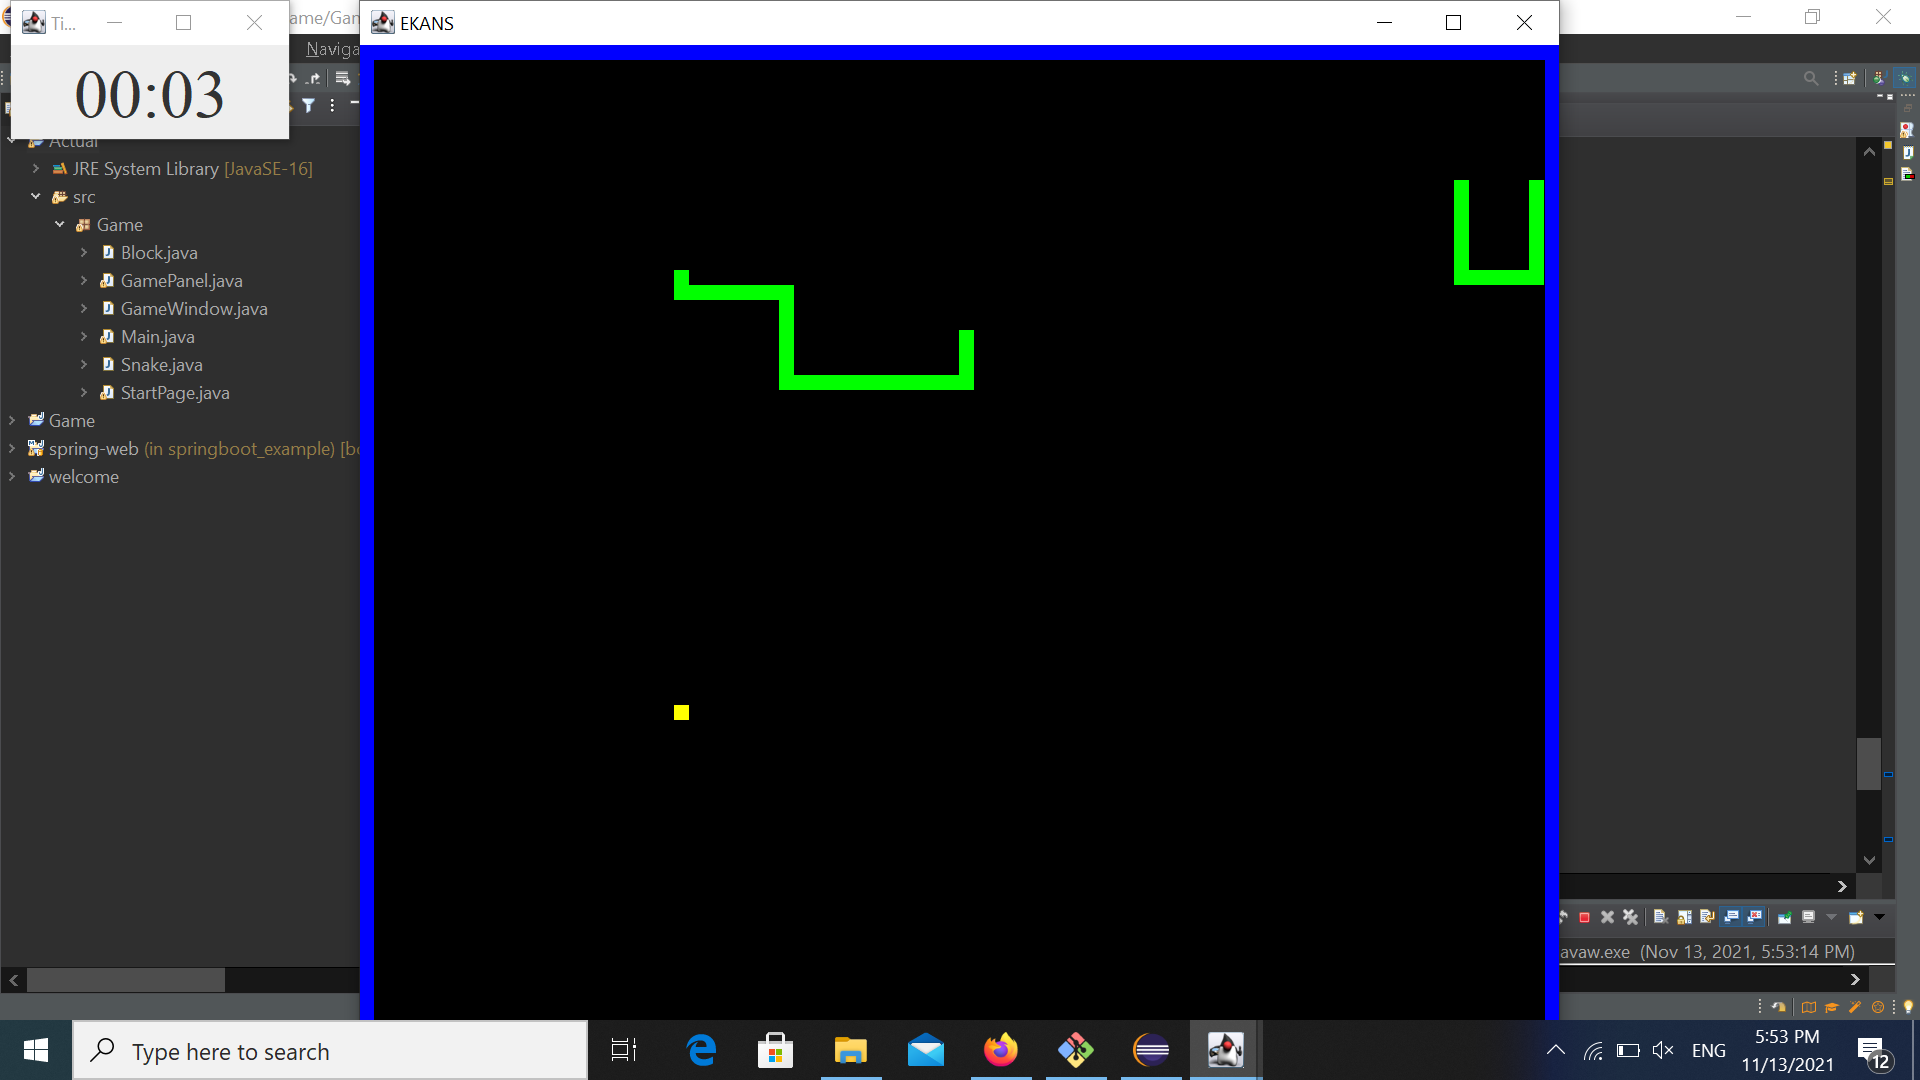 Ti...
ame/Gan
EKANS
Naviga
00:03
Actual
JRE System Library [JavaSE-16]
src
Game
Block.java
GamePanel.java
GameWindow.java
Main.java
Snake.java
StartPage.java
Game
spring-web (in springboot_example) [bo
welcome
avaw.exe (Nov 13, 2021, 5:53:14 PM)
Type here to search
ENG
5:53 PM
11/13/2021
12